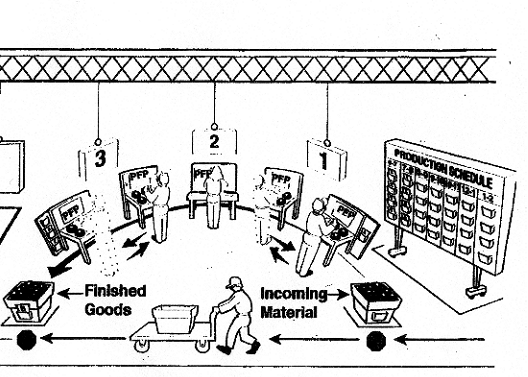 3
2
1
PFP
PFP
PFP
PFP
PFP
PRODUCTION SCHEDULE
Finished
Goods
Incoming
Material